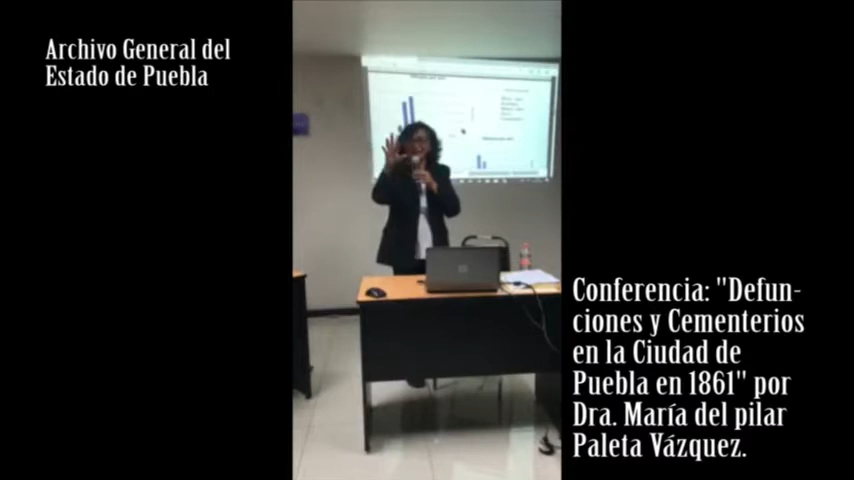 Archivo General del
Estado de Puebla
Conferencia: "Defun-
ciones y Cementerios
en la Ciudad de
Puebla en 1861" por
Dra. María del pilar
Paleta Vázquez.